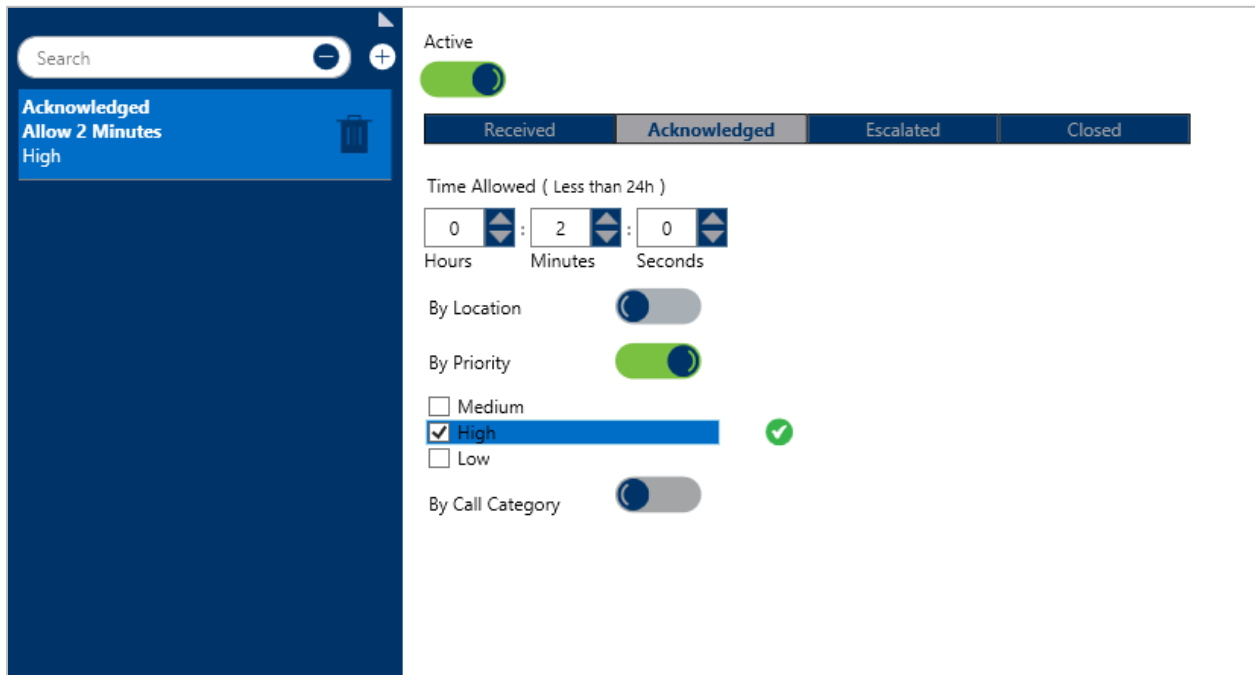 Search
Acknowledged
Allow 2 Minutes
High
Active
Received Acknowledged Escalated Closed
Time Allowed ( Less than 24h )
0 : 2 : 0
Hours Minutes Seconds
By Location
By Priority
Medium
High
Low
By Call Category